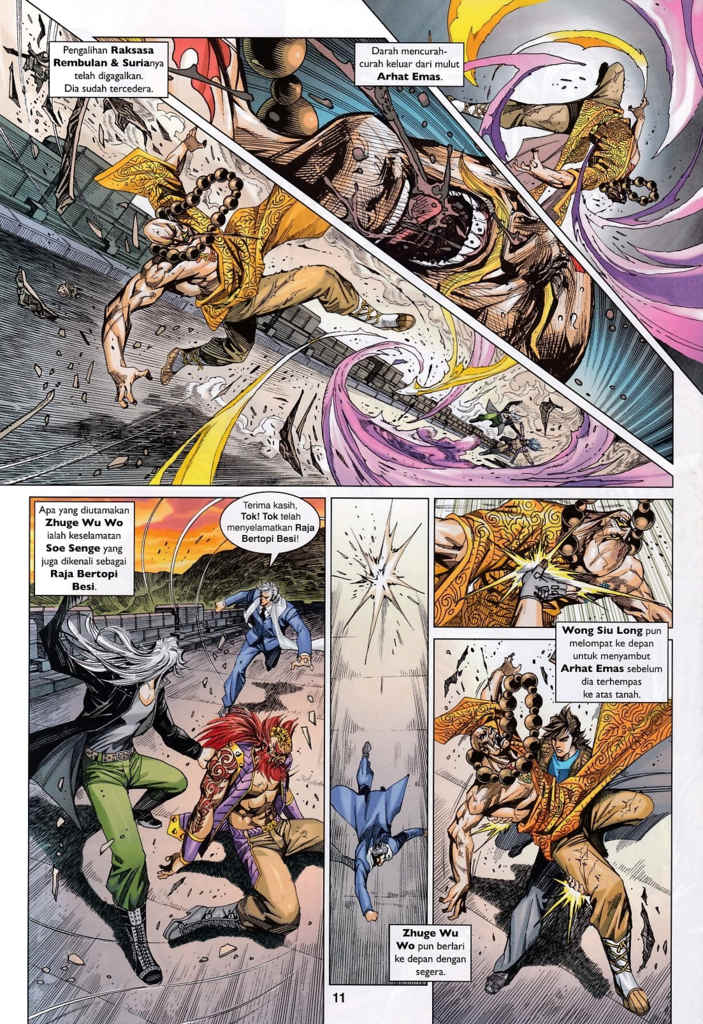 Pengalihan Raksasa
Rembulan & Surianya
telah digagalkan.
Dia sudah tercedera.
Darah mencurah-
curah keluar dari mulut
Arhat Emas.
Apa yang diutamakan
Zhuge Wu Wo
ialah keselamatan
Soe Senge yang
juga dikenali sebagai
Raja Bertopi
Besi.
Terima kasih,
Tok! Tok telah
menyelamatkan Raja
Bertopi Besi!
Wong Siu Long pun
melompat ke depan
untuk menyambut
Arhat Emas sebelum
dia terhempas
ke atas tanah.
Zhuge Wu
Wo pun berlari
ke depan dengan
segera.
11